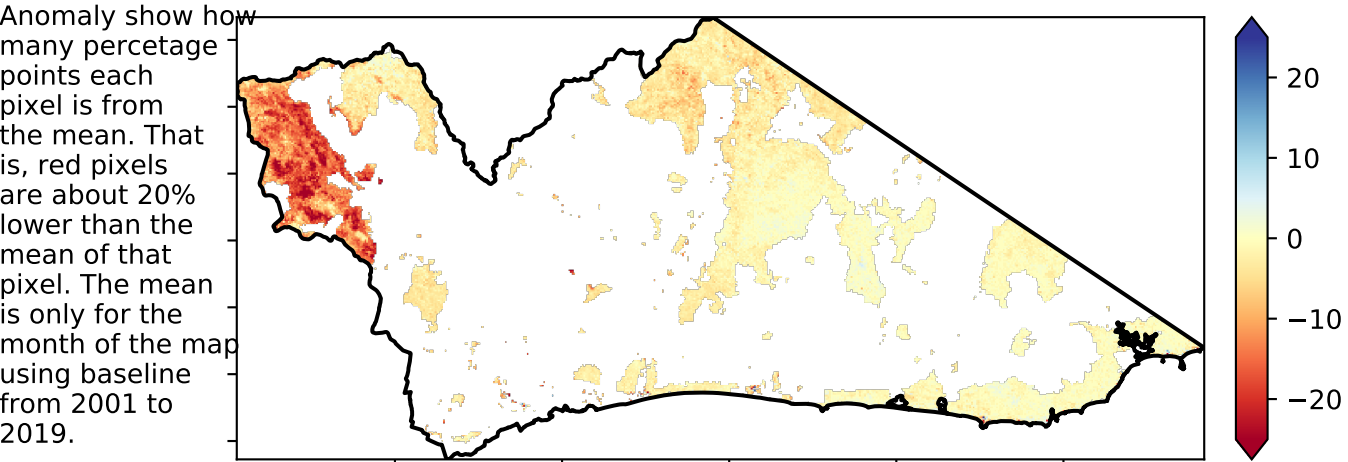 Anomaly show how
many percetage
points each
pixel is from
the mean. That
is, red pixels
are about 20%
lower than the
mean of that
pixel. The mean
is only for the
month of the map
using baseline
from 2001 to
2019.
20
10
0
−10
−20